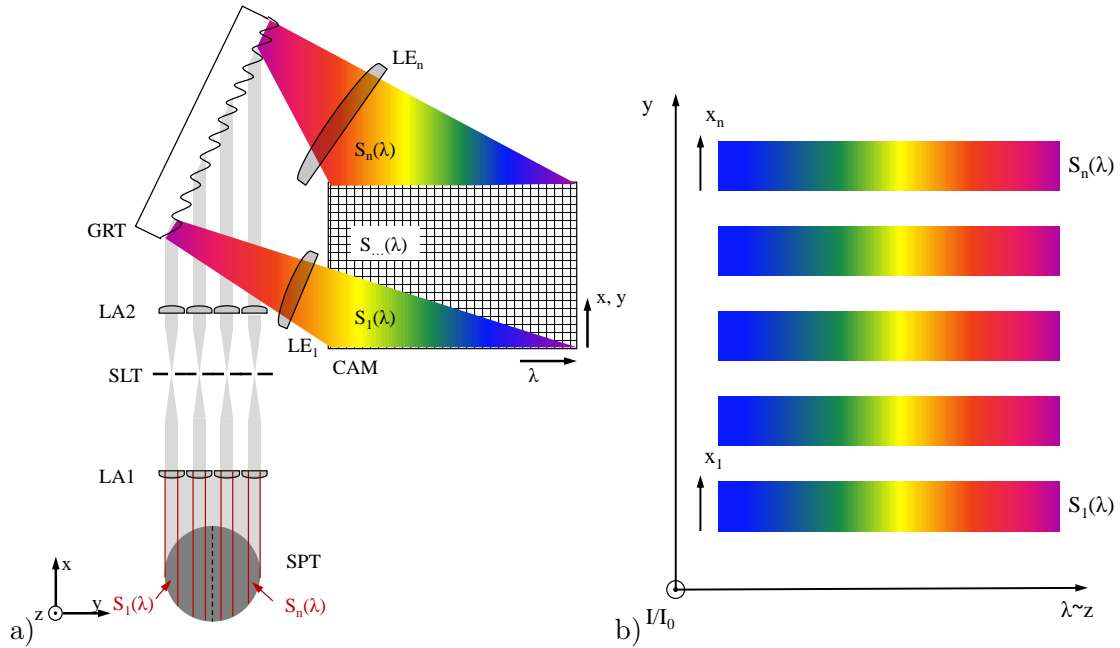 LEₙ
Sₙ(λ)
GRT
S...(λ)
x, y
LA2
S₁(λ)
LE₁
CAM
λ
SLT
LA1
x
SPT
z
y
S₁(λ)
Sₙ(λ)
a)
y
xₙ
Sₙ(λ)
x₁
S₁(λ)
I/I₀
λ~z
b)